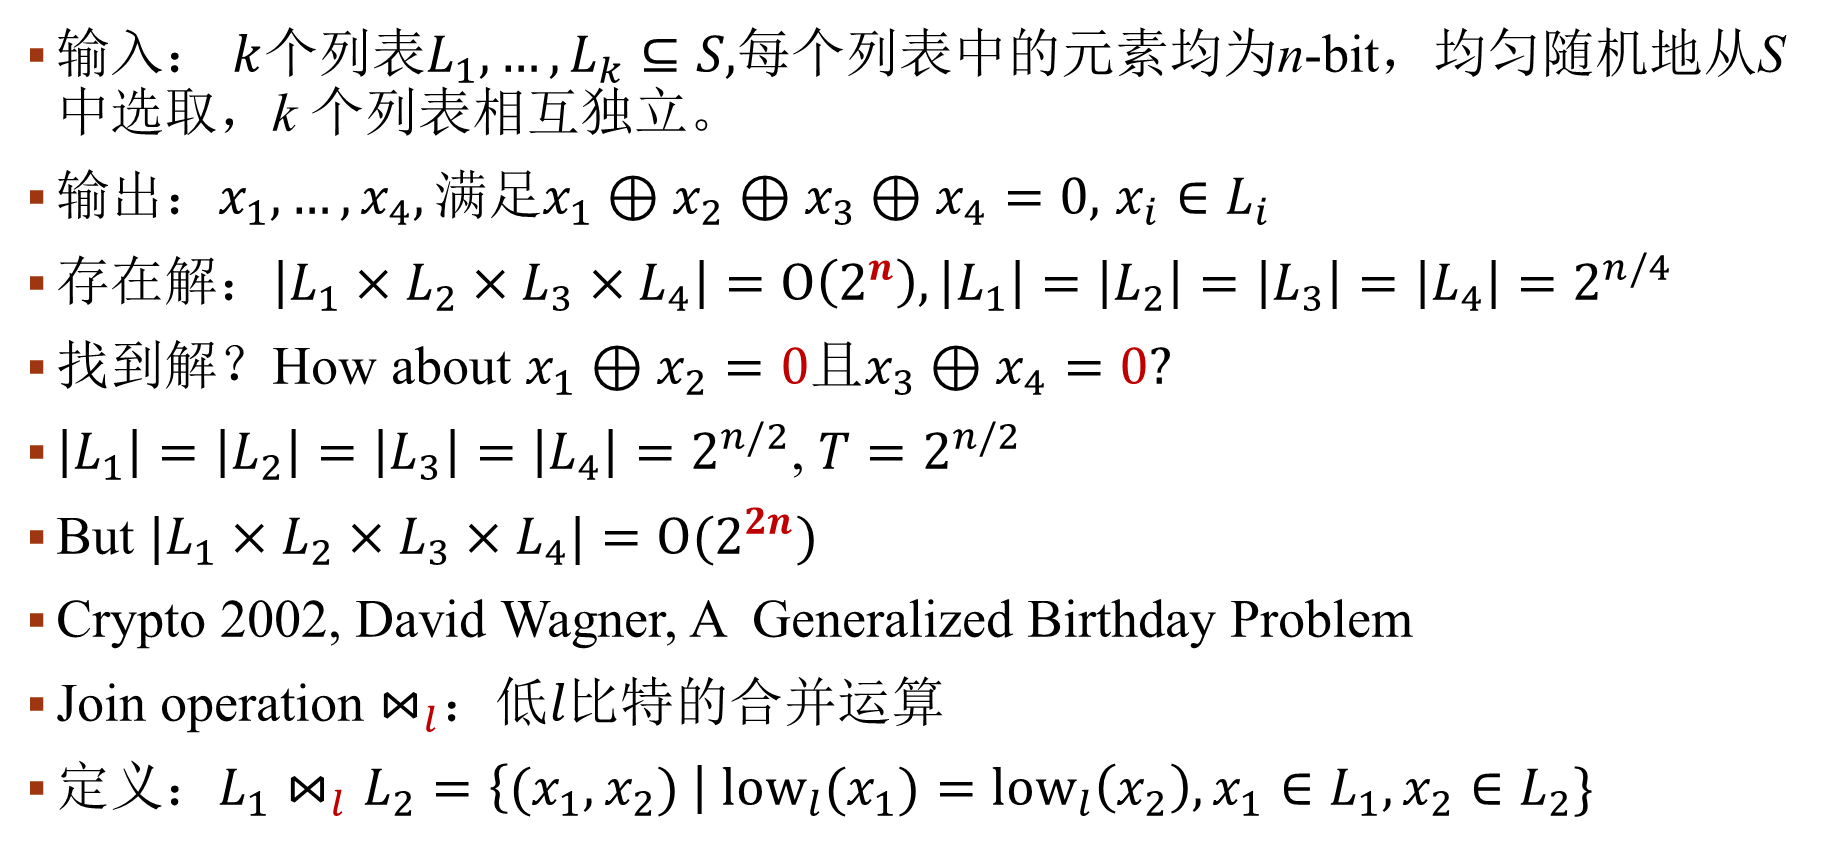 ▪ 输入： k个列表L₁, … , Lₖ ⊆ S,每个列表中的元素均为n-bit，均匀随机地从S
中选取，k 个列表相互独立。
▪ 输出：x₁, … , x₄, 满足x₁ ⊕ x₂ ⊕ x₃ ⊕ x₄ = 0, xᵢ ∈ Lᵢ
▪ 存在解：|L₁ × L₂ × L₃ × L₄| = O(2ⁿ), |L₁| = |L₂| = |L₃| = |L₄| = 2^{n/4}
▪ 找到解？How about x₁ ⊕ x₂ = 0且x₃ ⊕ x₄ = 0?
▪ |L₁| = |L₂| = |L₃| = |L₄| = 2^{n/2}, T = 2^{n/2}
▪ But |L₁ × L₂ × L₃ × L₄| = O(2^{2n})
▪ Crypto 2002, David Wagner, A Generalized Birthday Problem
▪ Join operation ⋈_l：低l比特的合并运算
▪ 定义：L₁ ⋈_l L₂ = {(x₁, x₂) | low_l(x₁) = low_l(x₂), x₁ ∈ L₁, x₂ ∈ L₂}